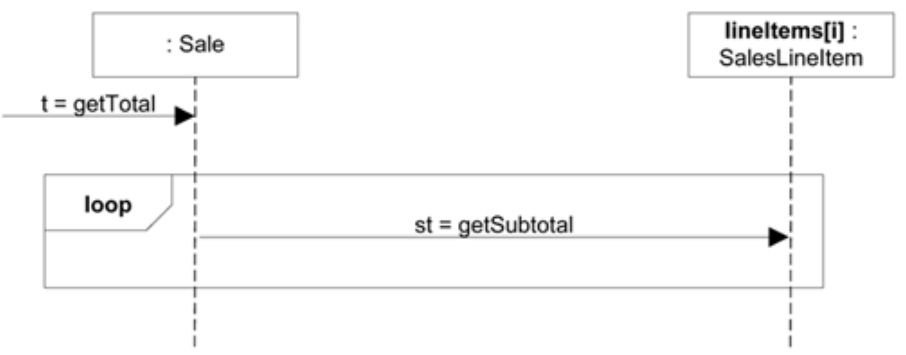 : Sale
lineItems[i] :
SalesLineItem
t = getTotal
loop
st = getSubtotal